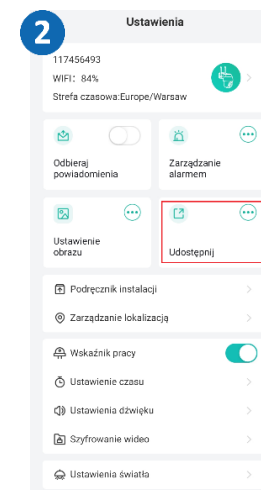 2
Ustawienia
117456493
WIFI: 84%
Strefa czasowa:Europe/Warsaw
Odbieraj
powiadomienia
Zarządzanie
alarmem
Ustawienie
obrazu
Udostępnij
Podręcznik instalacji
Zarządzanie lokalizacją
Wskaźnik pracy
Ustawienie czasu
Ustawienia dźwięku
Szyfrowanie wideo
Ustawienia światła